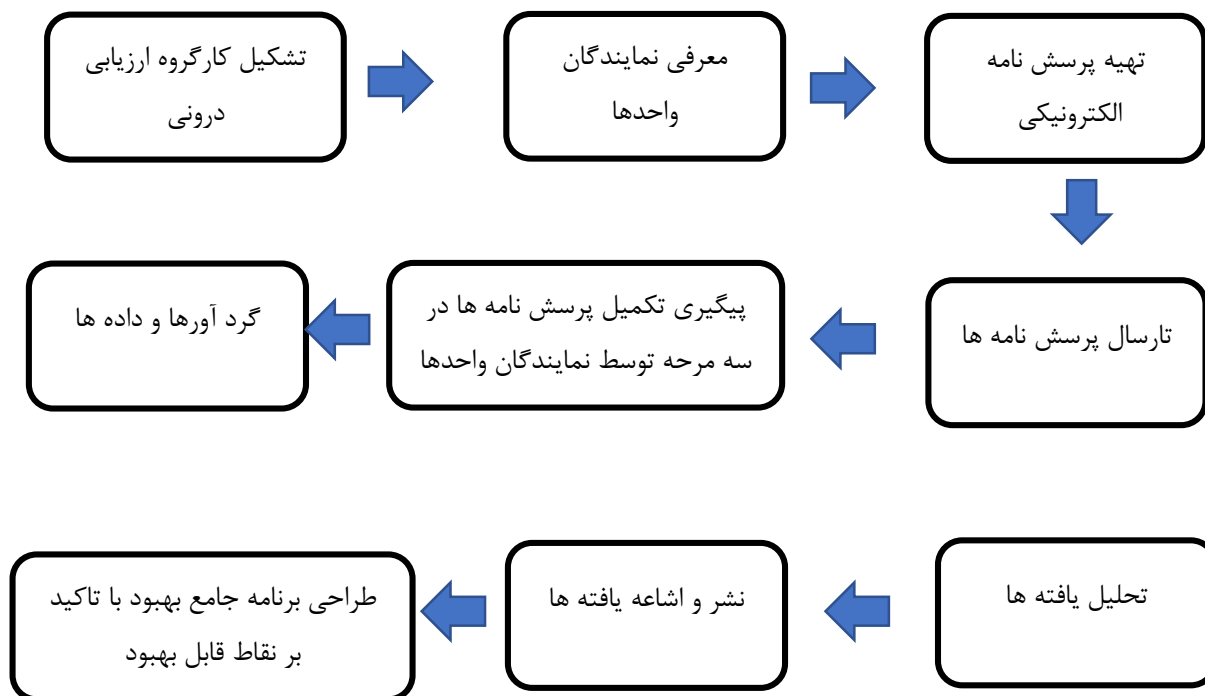 تشکیل کارگروه ارزیابی
درونی
معرفی نمایندگان
واحدها
تهیه پرسش نامه
الکترونیکی
تارسال پرسش نامه ها
پیگیری تکمیل پرسش نامه ها در
سه مرحه توسط نمایندگان واحدها
گرد آورها و داده ها
تحلیل یافته ها
نشر و اشاعه یافته ها
طراحی برنامه جامع بهبود با تاکید
بر نقاط قابل بهبود